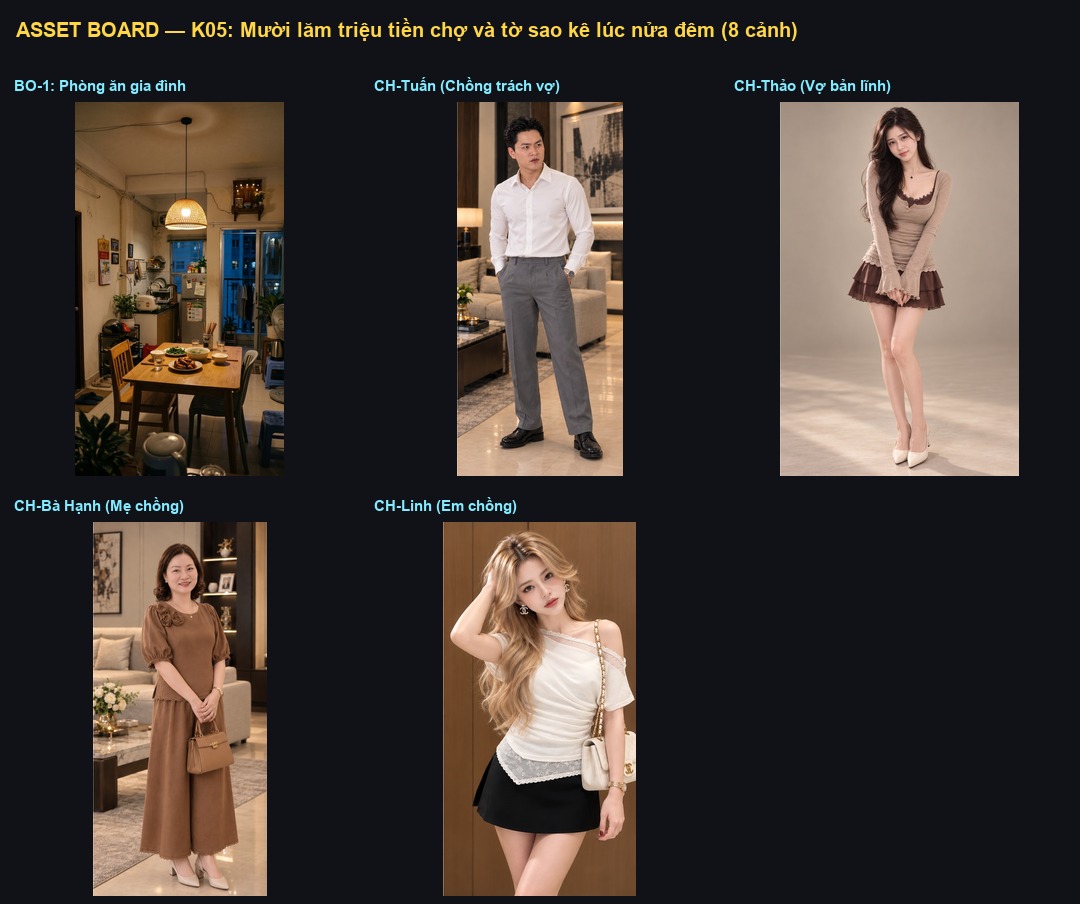 ASSET BOARD — K05: Mười lăm triệu tiền chợ và tờ sao kê lúc nửa đêm (8 cảnh)
BO-1: Phòng ăn gia đình
CH-Tuấn (Chồng trách vợ)
CH-Thảo (Vợ bản lĩnh)
CH-Bà Hạnh (Mẹ chồng)
CH-Linh (Em chồng)